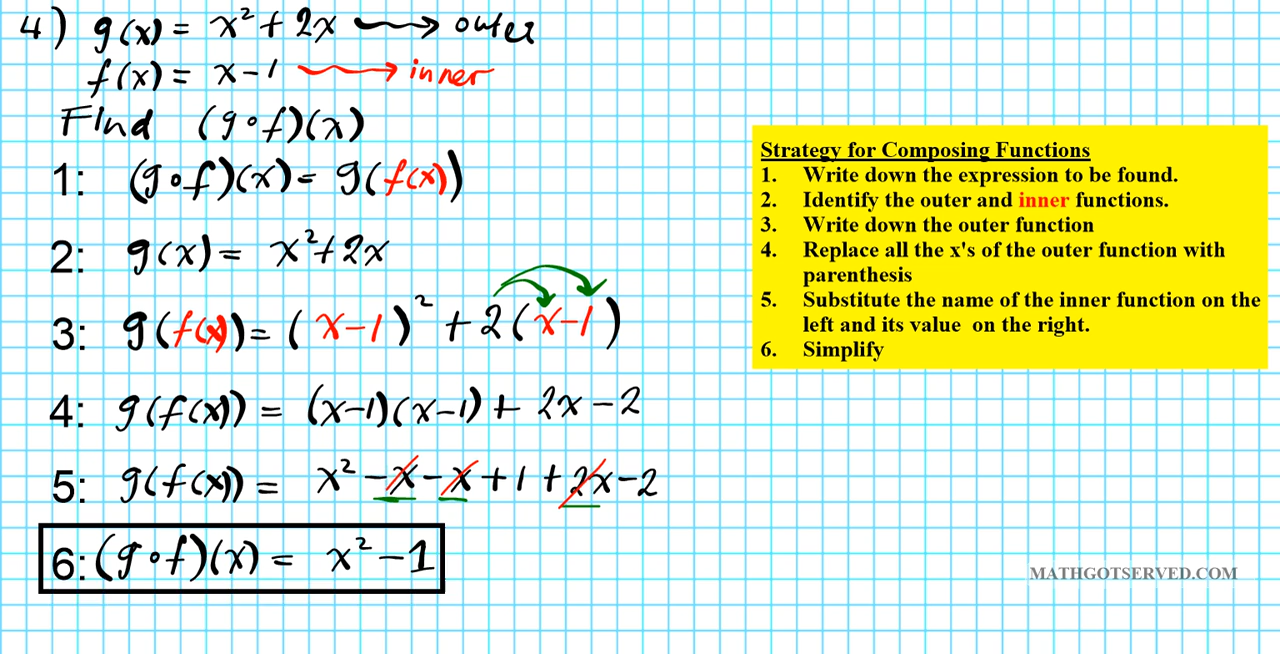 4) g(x) = x² + 2x → outer
f(x) = x-1 → inner
FInd (g∘f)(x)
1: (g∘f)(x) = g(f(x))
2: g(x) = x²+2x
3: g(f(x)) = (x-1)² + 2(x-1)
4: g(f(x)) = (x-1)(x-1) + 2x - 2
5: g(f(x)) = x² - x - x + 1 + 2x - 2
6: (g∘f)(x) = x² - 1
Strategy for Composing Functions
1. Write down the expression to be found.
2. Identify the outer and inner functions.
3. Write down the outer function
4. Replace all the x's of the outer function with
parenthesis
5. Substitute the name of the inner function on the
left and its value on the right.
6. Simplify
MATHGOTSERVED.COM